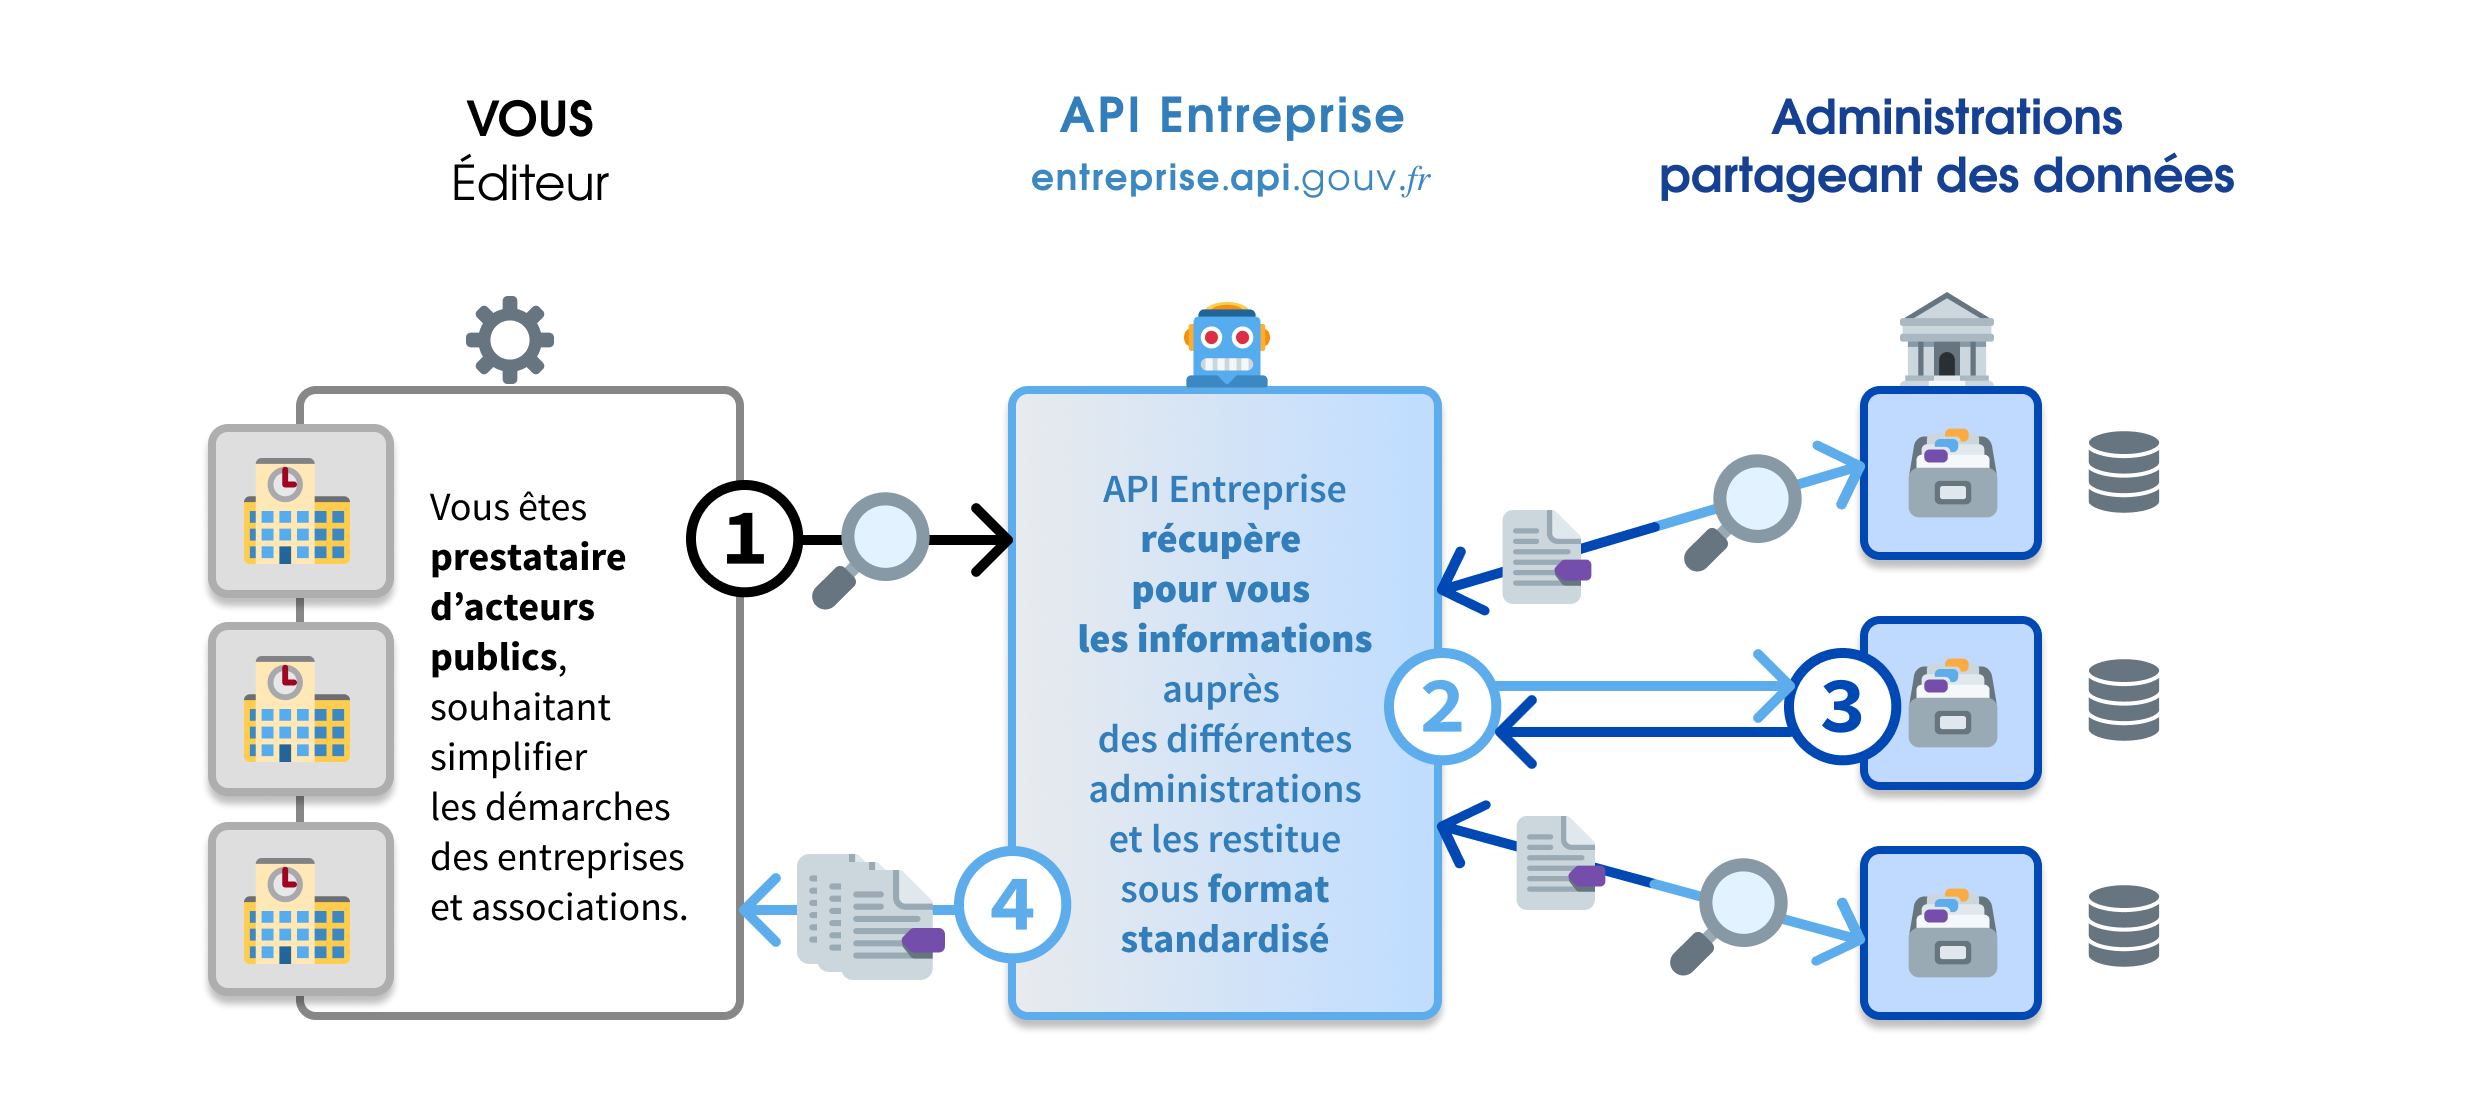 VOUS
Éditeur
API Entreprise
entreprise.api.gouv.fr
Administrations
partageant des données
Vous êtes
prestataire
d’acteurs
publics,
souhaitant
simplifier
les démarches
des entreprises
et associations.
1
API Entreprise
récupère
pour vous
les informations
auprès
des différentes
administrations
et les restitue
sous format
standardisé
2
3
4